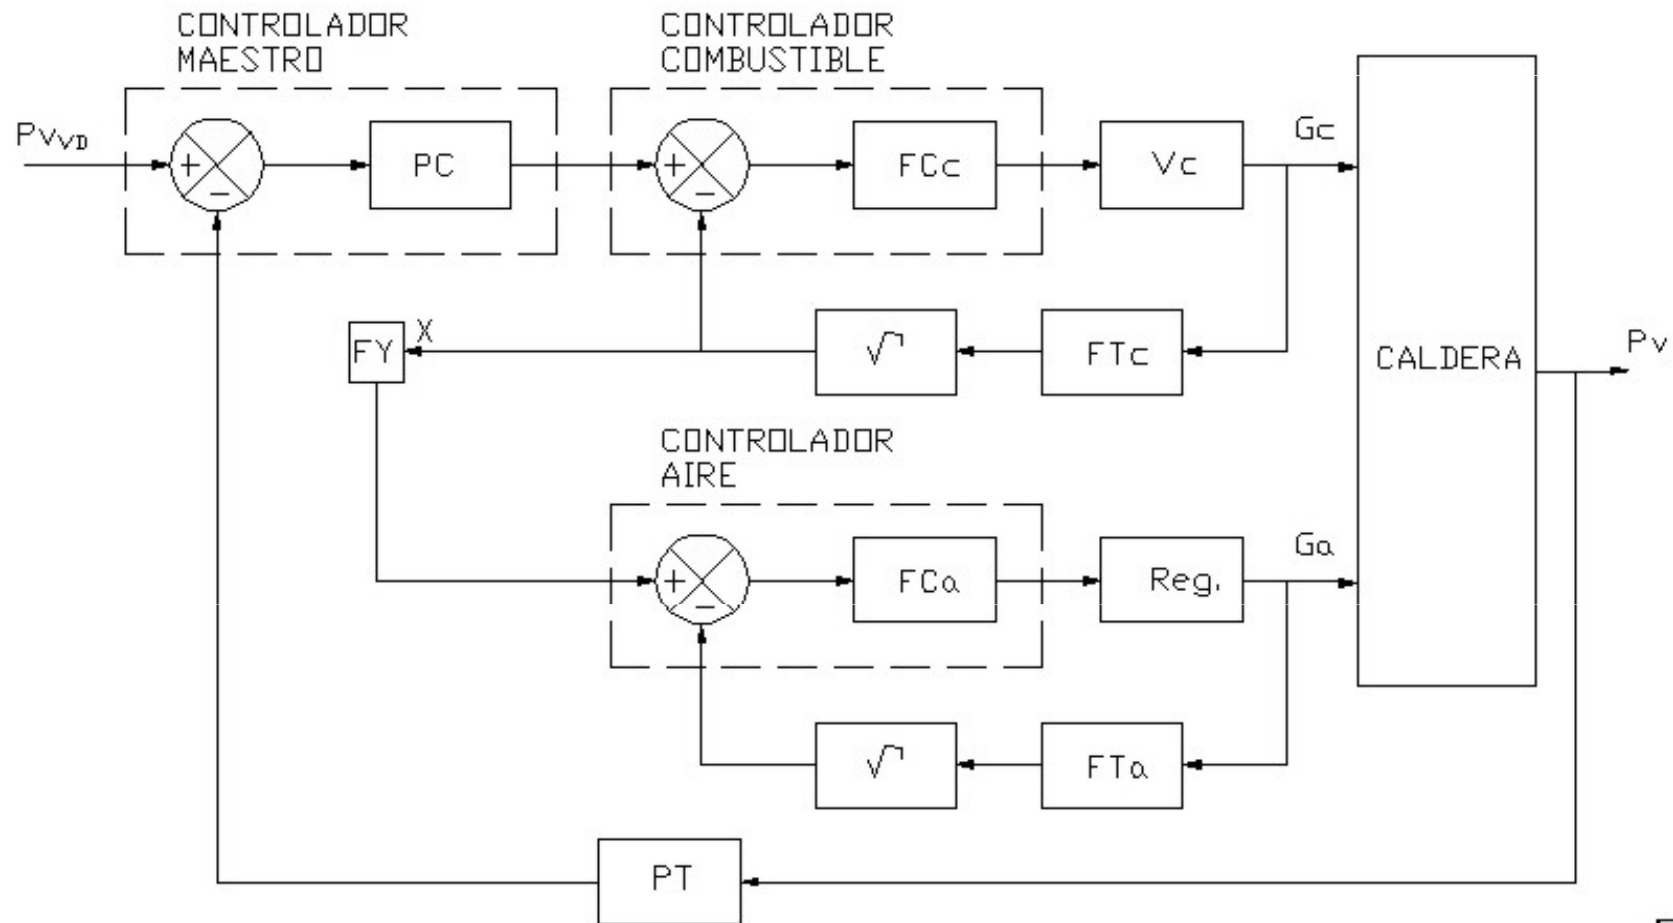 CONTROLADOR
MAESTRO
CONTROLADOR
COMBUSTIBLE
PvVD
+
−
PC
+
−
FCc
Vc
Gc
FY
X
√
FTc
CALDERA
Pv
CONTROLADOR
AIRE
+
−
FCa
Reg.
Ga
√
FTa
PT